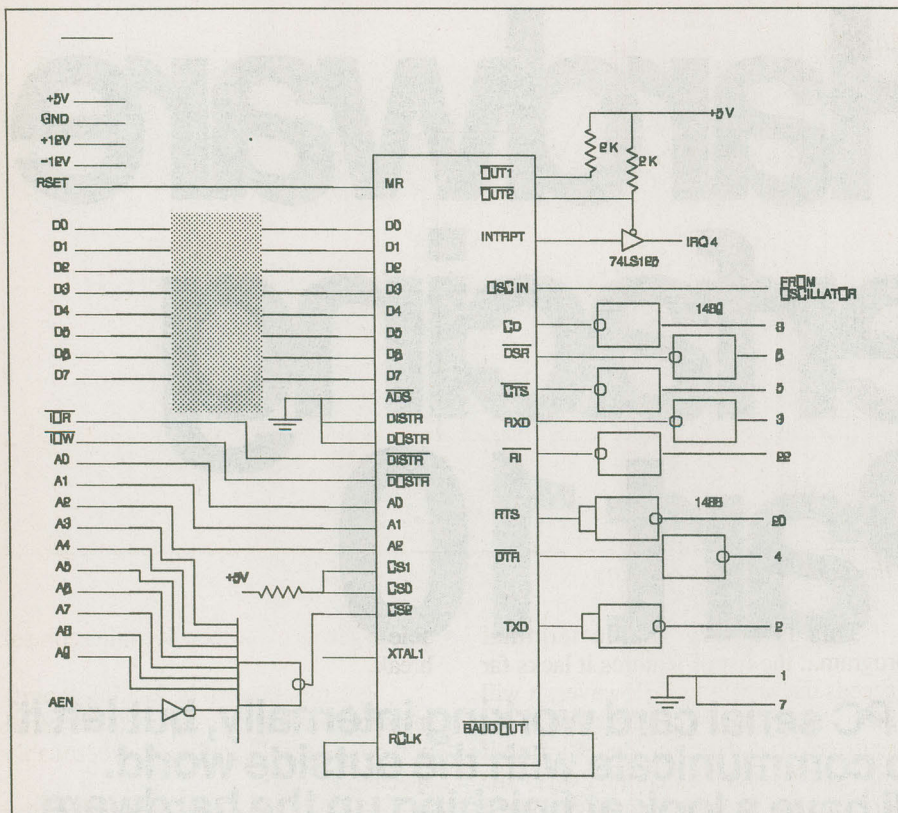 +5V
GND
+12V
-12V
RSET
D0
D1
D2
D3
D4
D5
D6
D7
IOR
IOW
A0
A1
A2
A3
A4
A5
A6
A7
A8
A9
AEN
+5V
MR
D0
D1
D2
D3
D4
D5
D6
D7
ADS
DISTR
DOSTR
DISTR
DOSTR
A0
A1
A2
CS1
CS0
CS2
XTAL1
RCLK
BAUDOUT
OUT1
OUT2
INTRPT
OSC IN
CD
DSR
CTS
RXD
RI
RTS
DTR
TXD
+5V
2K
2K
74LS125
IRQ 4
FROM
OSCILLATOR
1489
8
6
5
3
22
1488
20
4
2
1
7